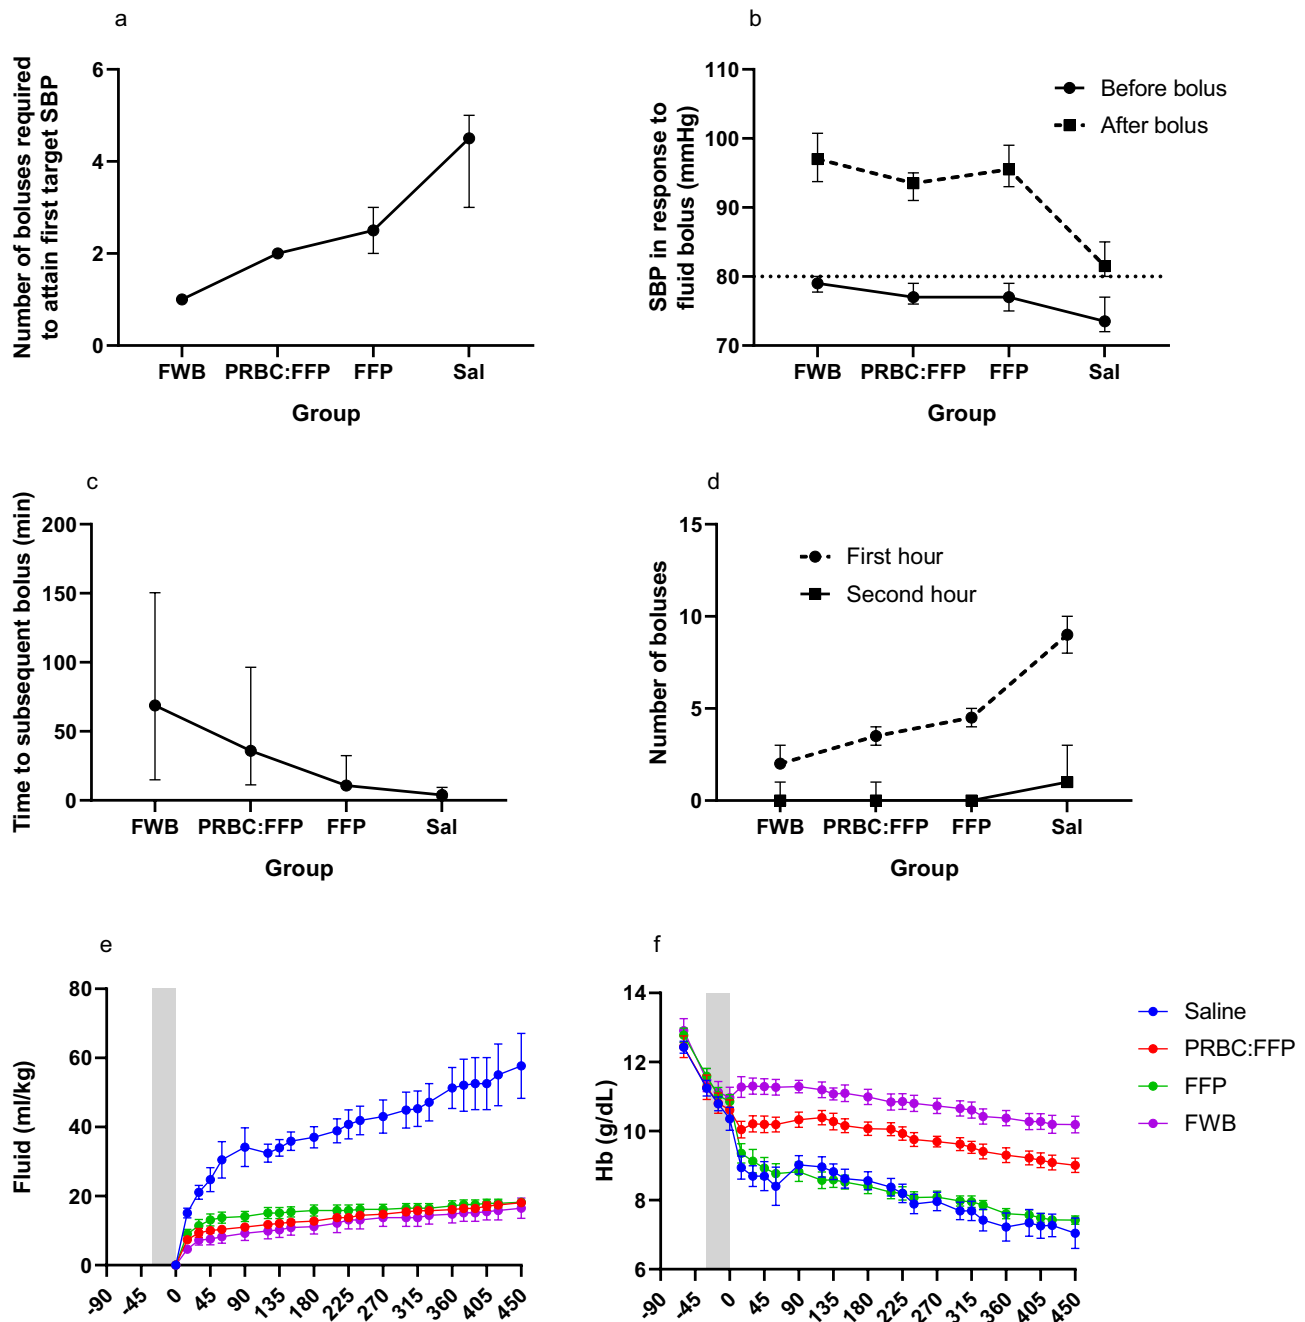 a
Number of boluses required
to attain first target SBP
6
4
2
0
FWB PRBC:FFP FFP Sal
Group
b
SBP in response to
fluid bolus (mmHg)
110
100
90
80
70
Before bolus
After bolus
FWB PRBC:FFP FFP Sal
Group
c
Time to subsequent bolus (min)
200
150
100
50
0
FWB PRBC:FFP FFP Sal
Group
d
Number of boluses
15
10
5
0
First hour
Second hour
FWB PRBC:FFP FFP Sal
Group
e
Fluid (ml/kg)
80
60
40
20
0
-90 -45 0 45 90 135 180 225 270 315 360 405 450
f
Hb (g/dL)
14
12
10
8
6
-90 -45 0 45 90 135 180 225 270 315 360 405 450
Saline
PRBC:FFP
FFP
FWB